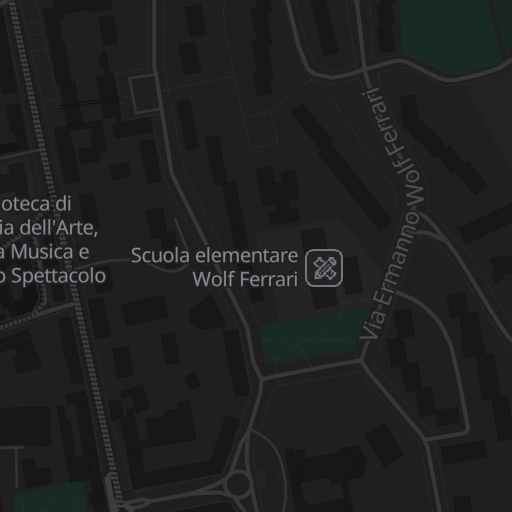 oteca di
ia dell'Arte,
a Musica e
o Spettacolo
Scuola elementare
Wolf Ferrari
Via Ermanno Wolf-Ferrari